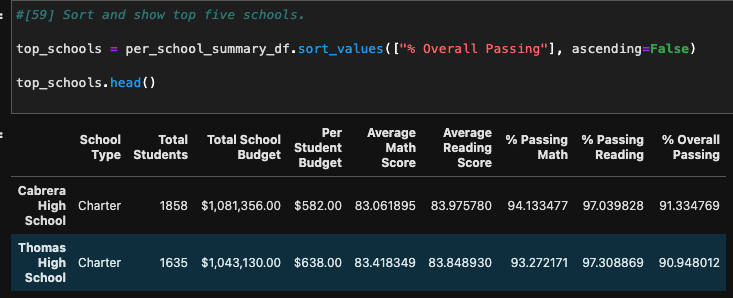 #[59] Sort and show top five schools.
top_schools = per_school_summary_df.sort_values(["% Overall Passing"], ascending=False)
top_schools.head()
School Type Total Students Total School Budget Per Student Budget Average Math Score Average Reading Score % Passing Math % Passing Reading % Overall Passing
Cabrera High School Charter 1858 $1,081,356.00 $582.00 83.061895 83.975780 94.133477 97.039828 91.334769
Thomas High School Charter 1635 $1,043,130.00 $638.00 83.418349 83.848930 93.272171 97.308869 90.948012